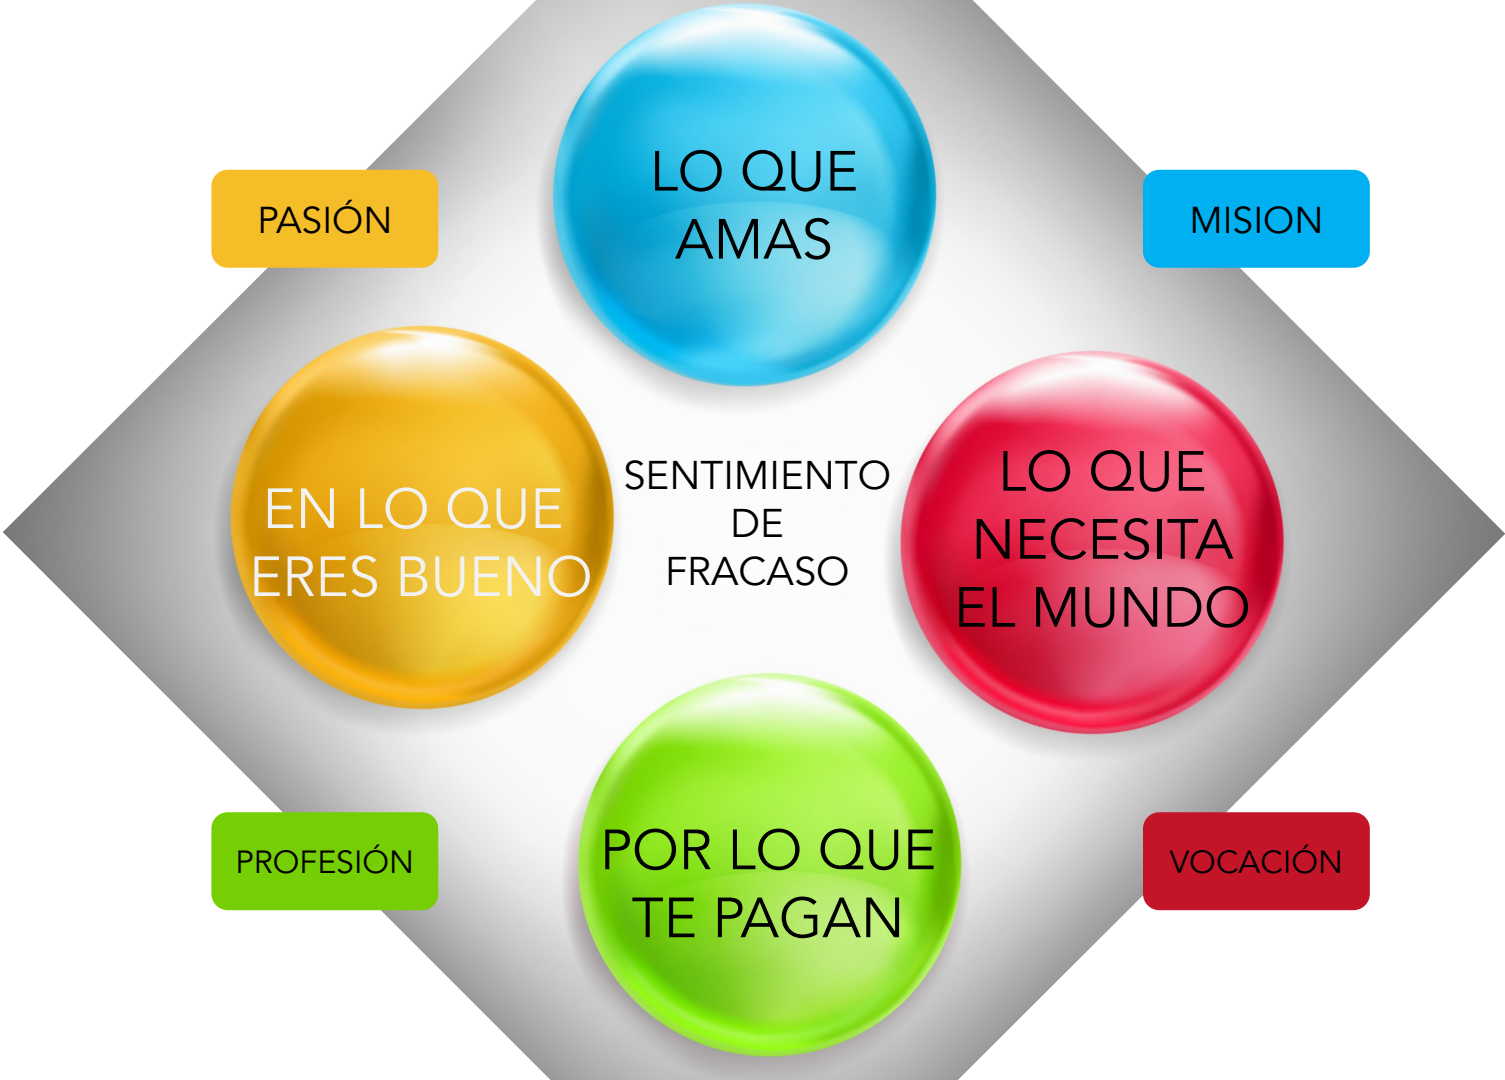 LO QUE
AMAS
PASIÓN
MISION
EN LO QUE
ERES BUENO
SENTIMIENTO
DE
FRACASO
LO QUE
NECESITA
EL MUNDO
POR LO QUE
TE PAGAN
PROFESIÓN
VOCACIÓN